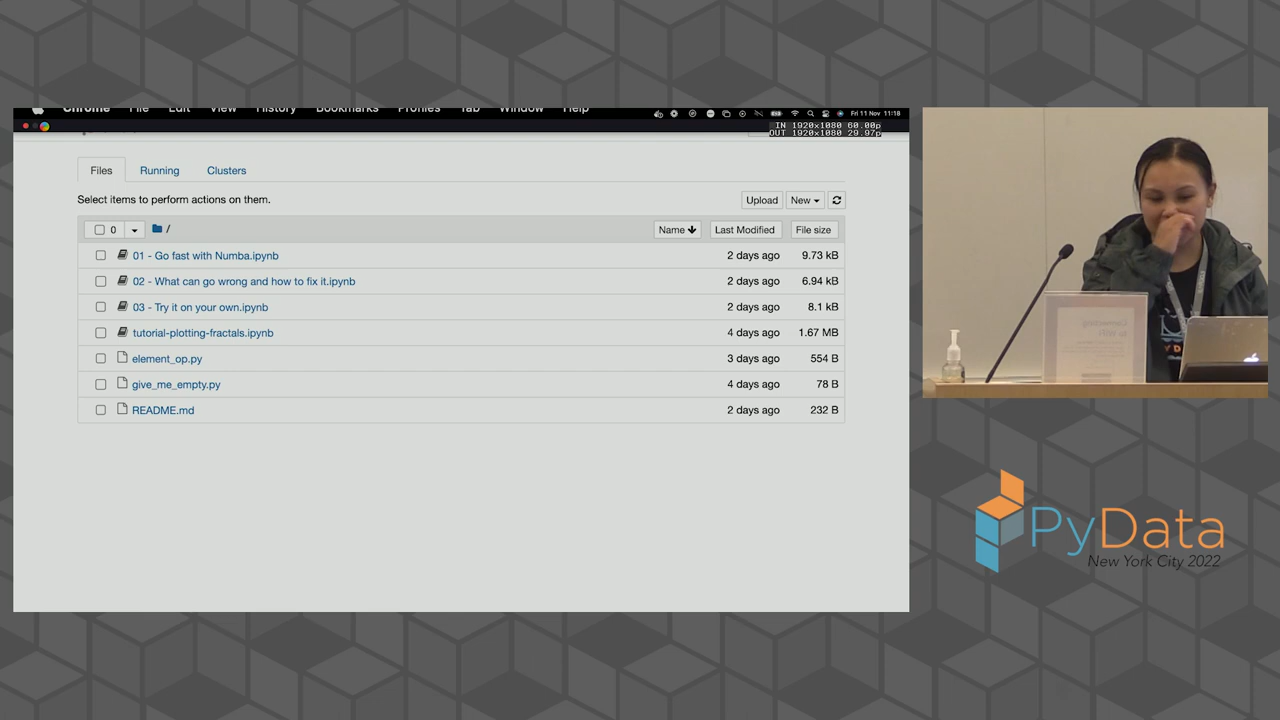 Chrome File Edit View History Bookmarks Profiles Tab Window Help
Fri 11 Nov 11:18
IN 1920x1080 60.00p
OUT 1920x1080 29.97p
Files Running Clusters
Select items to perform actions on them.
Upload New
0 / Name Last Modified File size
01 - Go fast with Numba.ipynb 2 days ago 9.73 kB
02 - What can go wrong and how to fix it.ipynb 2 days ago 6.94 kB
03 - Try it on your own.ipynb 2 days ago 8.1 kB
tutorial-plotting-fractals.ipynb 4 days ago 1.67 MB
element_op.py 3 days ago 554 B
give_me_empty.py 4 days ago 78 B
README.md 2 days ago 232 B
PyData
New York City 2022